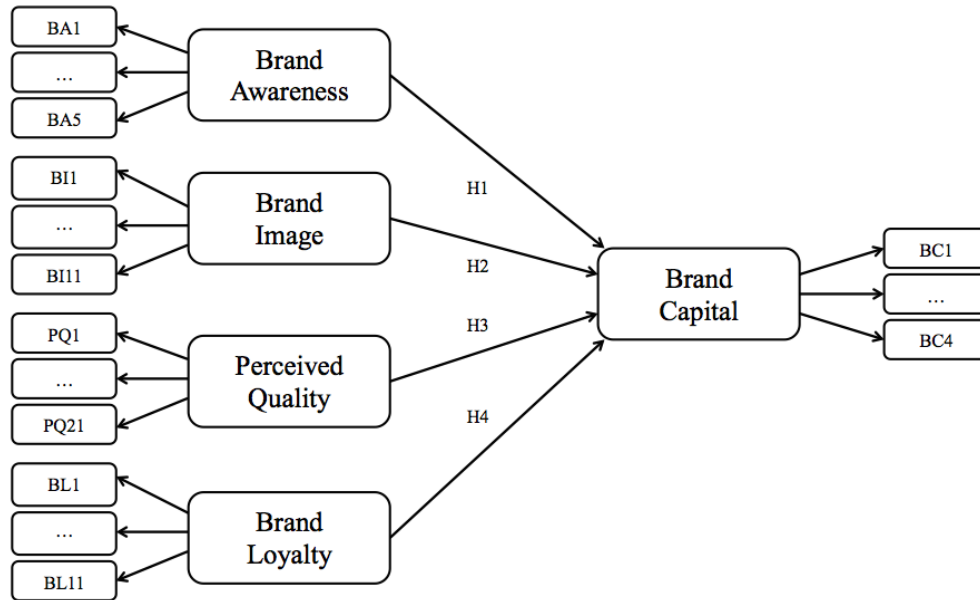 BA1
…
BA5
Brand
Awareness
BI1
…
BI11
Brand
Image
PQ1
…
PQ21
Perceived
Quality
BL1
…
BL11
Brand
Loyalty
H1
H2
H3
H4
Brand
Capital
BC1
…
BC4